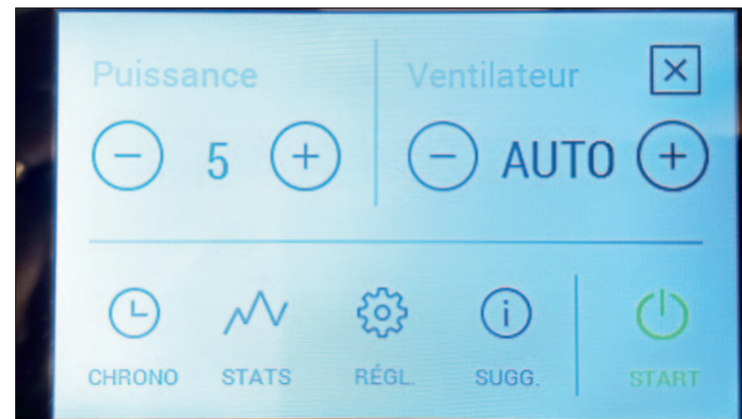 Puissance
Ventilateur
5
AUTO
CHRONO
STATS
RÉGL.
SUGG.
START